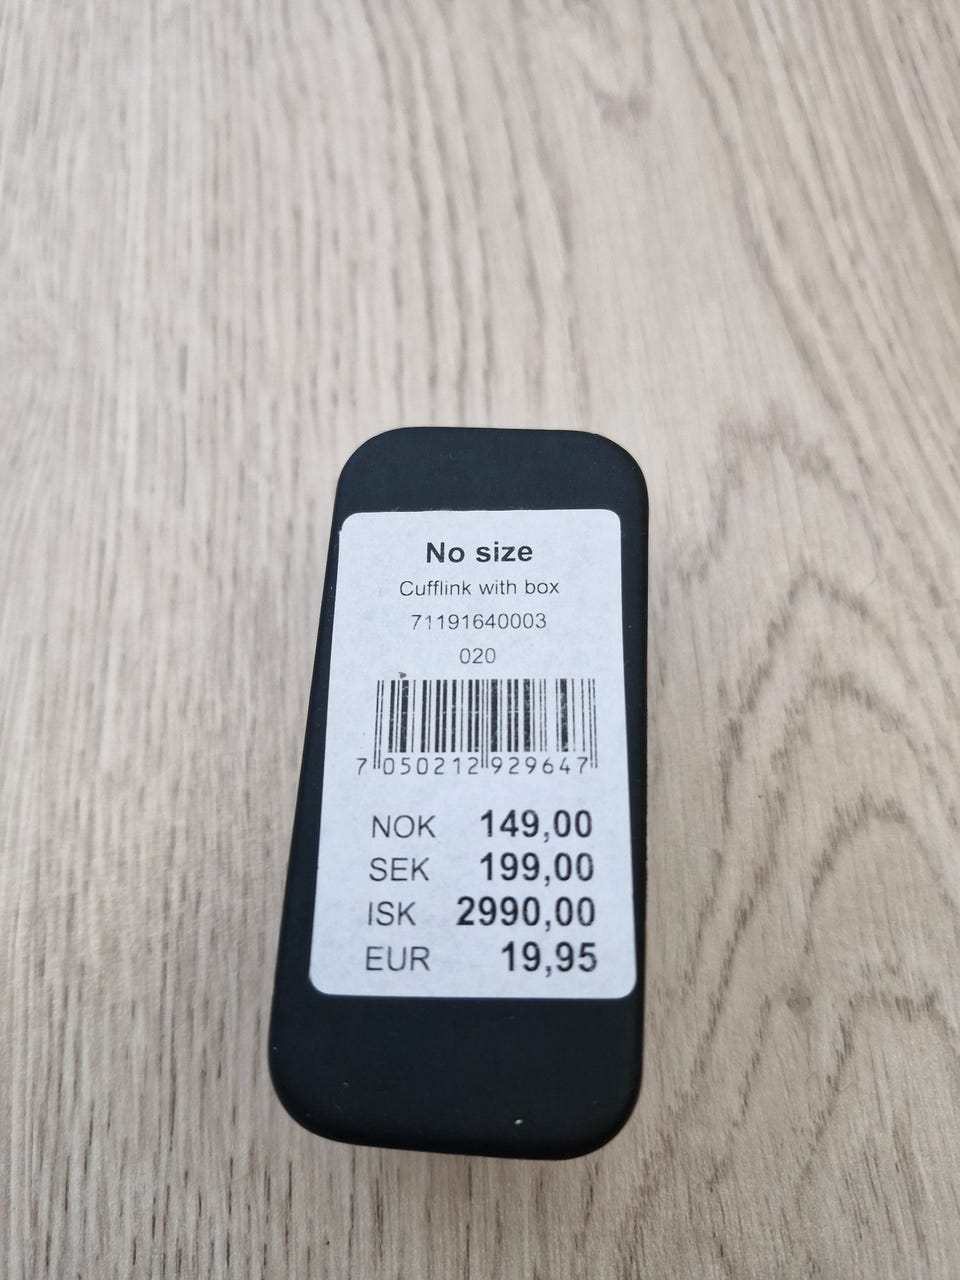 No size
Cufflink with box
71191640003
020
7 050212 929647
NOK 149,00
SEK 199,00
ISK 2990,00
EUR 19,95